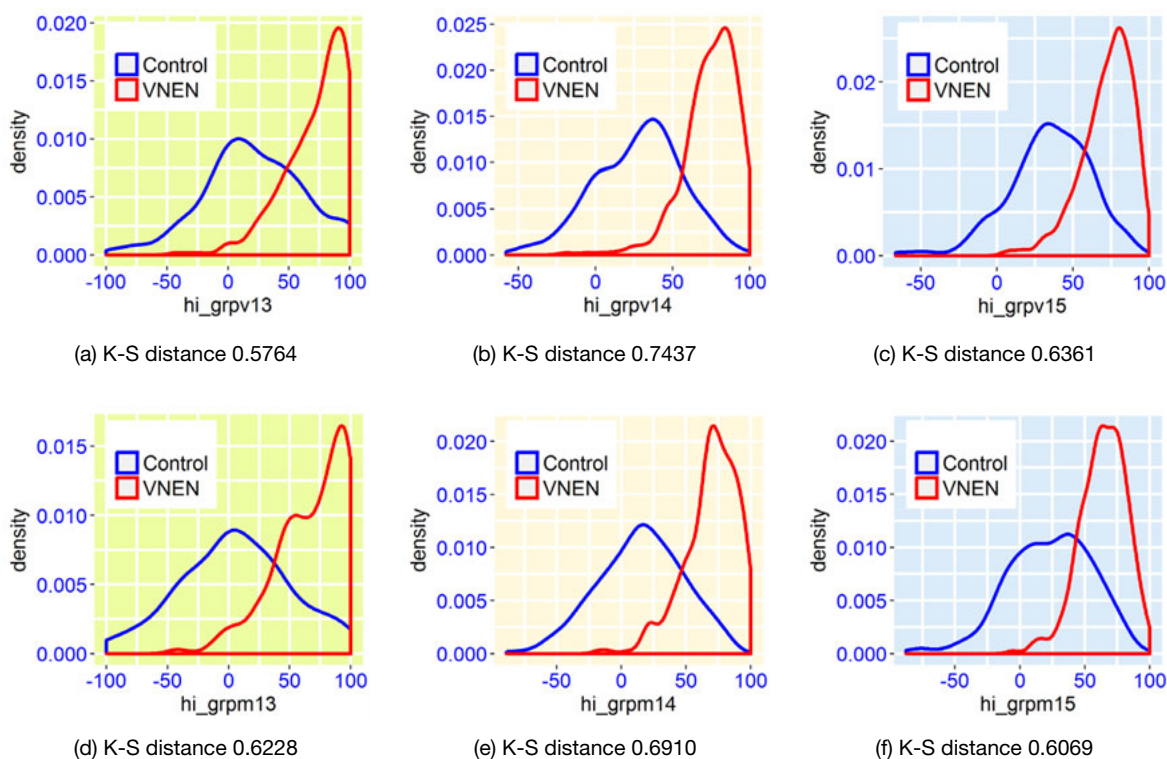 0.020
0.015
0.010
0.005
0.000
density
Control
VNEN
-100
-50
0
50
100
hi_grpv13
(a) K-S distance 0.5764
0.025
0.020
0.015
0.010
0.005
0.000
density
Control
VNEN
-50
0
50
100
hi_grpv14
(b) K-S distance 0.7437
0.02
0.01
0.00
density
Control
VNEN
-50
0
50
100
hi_grpv15
(c) K-S distance 0.6361
0.015
0.010
0.005
0.000
density
Control
VNEN
-100
-50
0
50
100
hi_grpm13
(d) K-S distance 0.6228
0.020
0.015
0.010
0.005
0.000
density
Control
VNEN
-50
0
50
100
hi_grpm14
(e) K-S distance 0.6910
0.020
0.015
0.010
0.005
0.000
density
Control
VNEN
-50
0
50
100
hi_grpm15
(f) K-S distance 0.6069